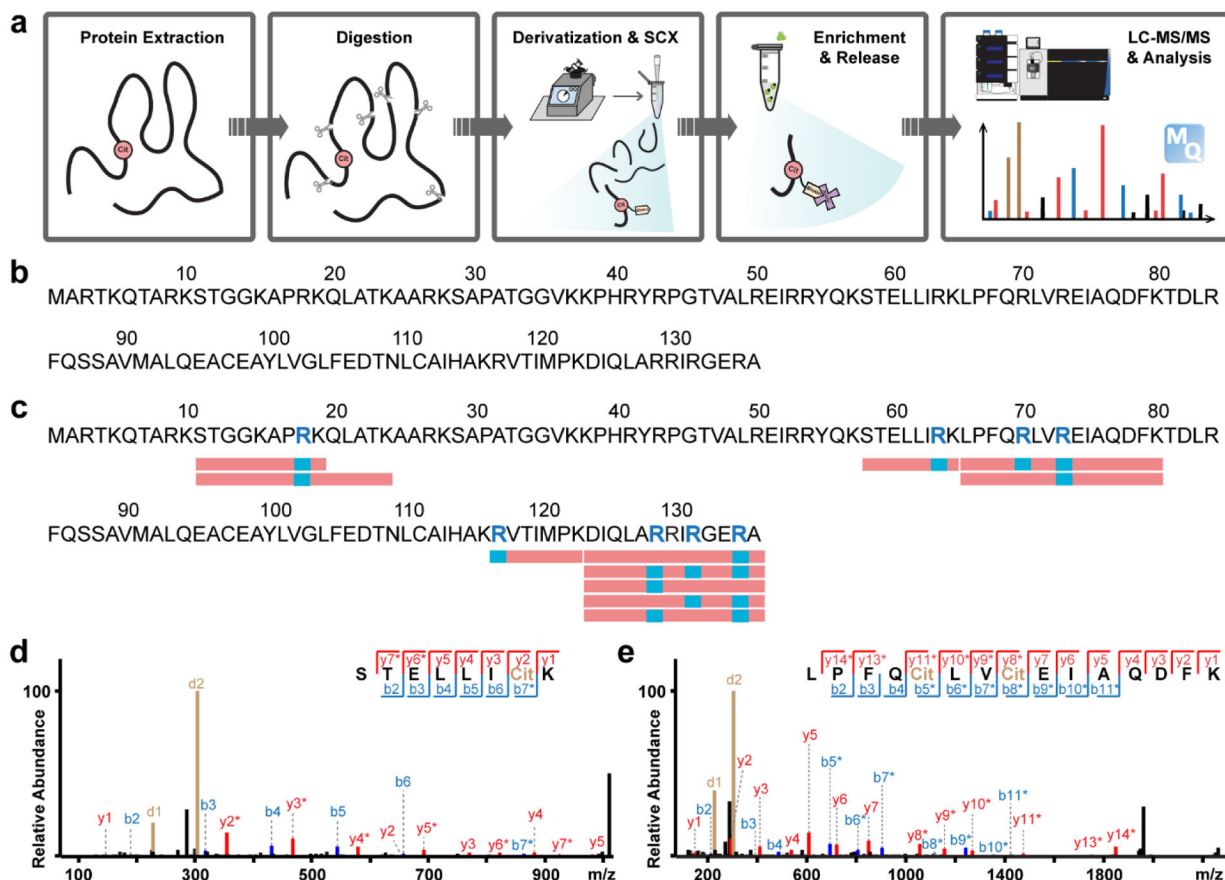 a
Protein Extraction
Digestion
Derivatization & SCX
Enrichment
& Release
LC-MS/MS
& Analysis
Cit
Cit
Cit
Cit
MQ
b
10 20 30 40 50 60 70 80
MARTKQTARKSTGGKAPRKQLATKAARKSAPATGGVKKPHRYRPGTVALREIRRYQKSTELLIRKLPFQRLVREIAQDFKTDLR
90 100 110 120 130
FQSSAVMALQEACEAYLVGLFEDTNLCAIHAKRVTIMPKDIQLARRIRGERA
c
10 20 30 40 50 60 70 80
MARTKQTARKSTGGKAPRKQLATKAARKSAPATGGVKKPHRYRPGTVALREIRRYQKSTELLIRKLPFQRLVREIAQDFKTDLR
90 100 110 120 130
FQSSAVMALQEACEAYLVGLFEDTNLCAIHAKRVTIMPKDIQLARRIRGERA
d
y7* y6* y5 y4 y3 y2 y1
S T E L L I Cit K
b2 b3 b4 b5 b6 b7*
Relative Abundance
100
d2
y1 b2 d1 b3 y2* b4 y3* b5 y4* y2 b6 y5* y3 y6* b7* y4 y7* y5
100 300 500 700 900 m/z
e
y14* y13* y11* y10* y9* y8* y7 y6 y5 y4 y3 y2 y1
L P F Q Cit L V Cit E I A Q D F K
b2 b3 b4 b5* b6* b7* b8* b9* b10* b11*
Relative Abundance
100
d2
y1 b2 d1 y2 b3 y3 b4 y4 y5 b5* y6 b6* y7 b7* y8* b8* y9* b9* y10* b10* b11* y11* y13* y14*
200 600 1000 1400 1800 m/z